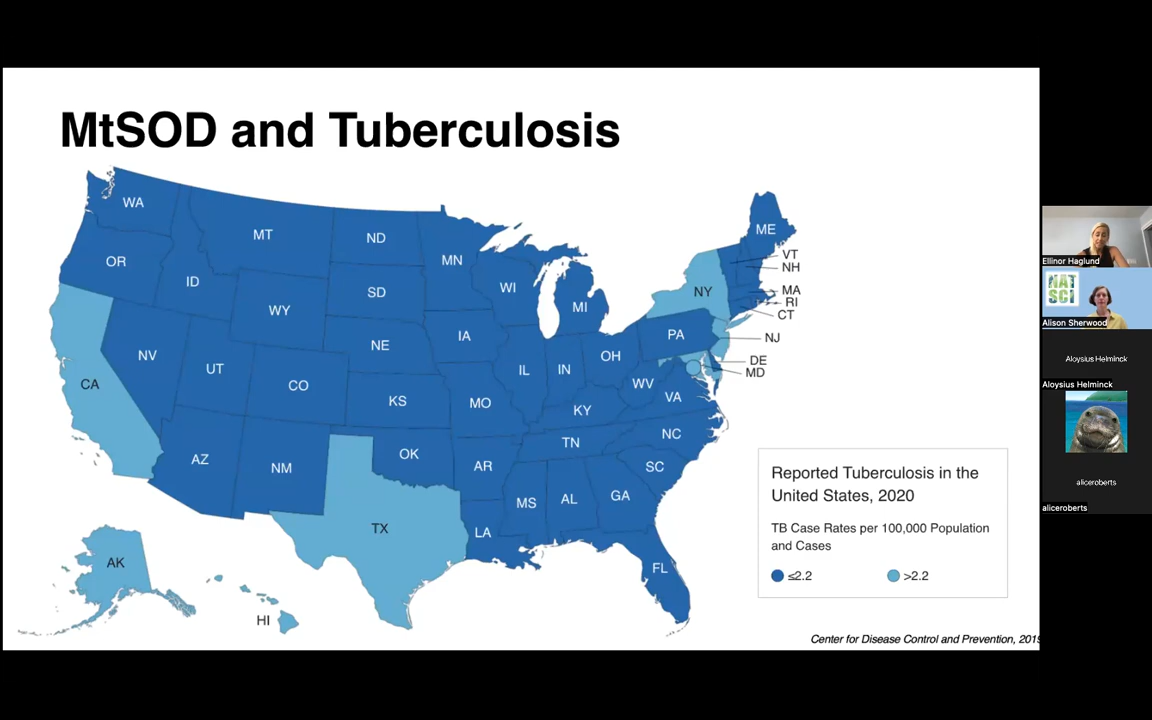 MtSOD and Tuberculosis
WA
MT
ND
MN
ME
VT
NH
OR
ID
SD
WI
NY
MA
RI
WY
MI
CT
IA
PA
NJ
NE
NV
UT
IL
IN
OH
DE
MD
CA
CO
WV
KS
MO
VA
KY
NC
TN
AZ
NM
OK
AR
SC
MS
AL
GA
TX
LA
AK
FL
HI
Reported Tuberculosis in the
United States, 2020
TB Case Rates per 100,000 Population
and Cases
≤2.2
>2.2
Center for Disease Control and Prevention, 2019
Ellinor Haglund
NAT
SCI
Alison Sherwood
Aloysius Helminck
Aloysius Helminck
aliceroberts
aliceroberts